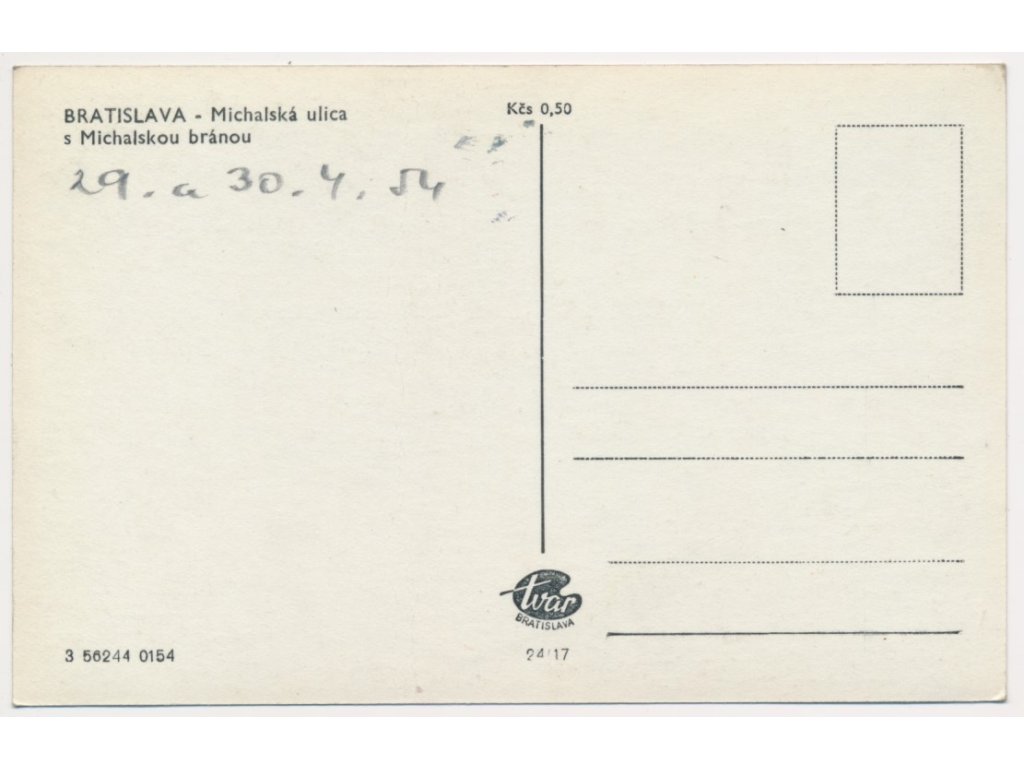 BRATISLAVA - Michalská ulica
s Michalskou bránou
29. a 30. 4. 54
Kčs 0,50
tvar
BRATISLAVA
3 56244 0154
24/17